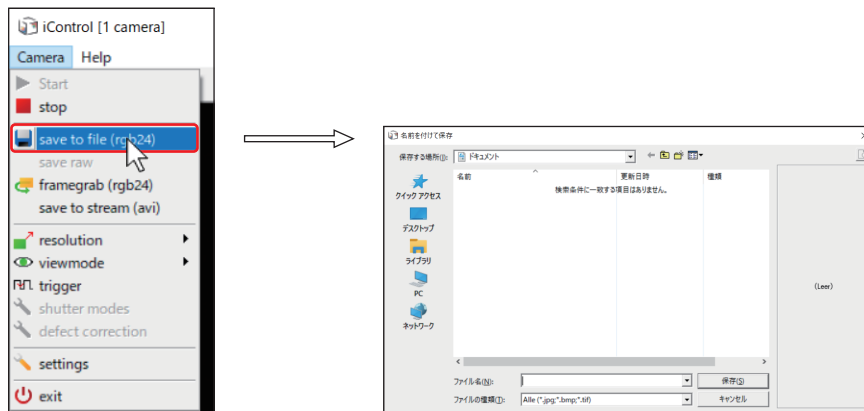 iControl [1 camera]
Camera Help
Start
stop
save to file (rgb24)
save raw
framegrab (rgb24)
save to stream (avi)
resolution
viewmode
trigger
shutter modes
defect correction
settings
exit
名前を付けて保存
保存する場所(I): ドキュメント
名前 更新日時 種類
検索条件に一致する項目はありません。
クイック アクセス
デスクトップ
ライブラリ
PC
ネットワーク
(Leer)
ファイル名(N): 保存(S)
ファイルの種類(T): Alle (*.jpg;*.bmp;*.tif) キャンセル